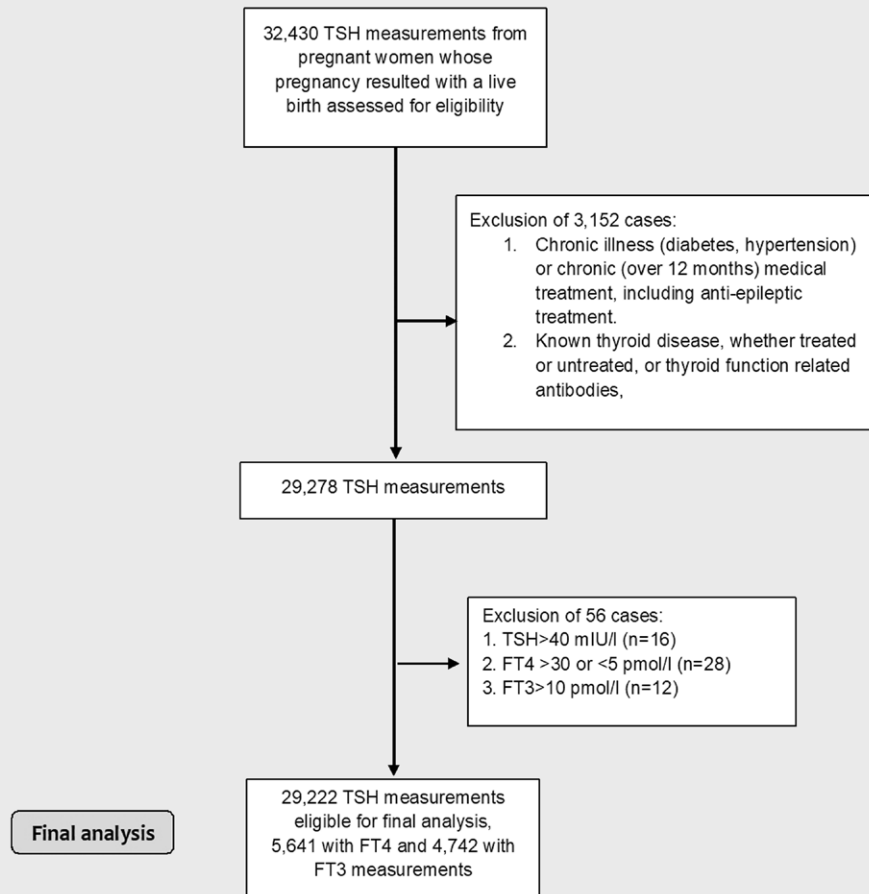 32,430 TSH measurements from
pregnant women whose
pregnancy resulted with a live
birth assessed for eligibility
Exclusion of 3,152 cases:
1. Chronic illness (diabetes, hypertension)
or chronic (over 12 months) medical
treatment, including anti-epileptic
treatment.
2. Known thyroid disease, whether treated
or untreated, or thyroid function related
antibodies,
29,278 TSH measurements
Exclusion of 56 cases:
1. TSH>40 mIU/l (n=16)
2. FT4 >30 or <5 pmol/l (n=28)
3. FT3>10 pmol/l (n=12)
29,222 TSH measurements
eligible for final analysis,
5,641 with FT4 and 4,742 with
FT3 measurements
Final analysis